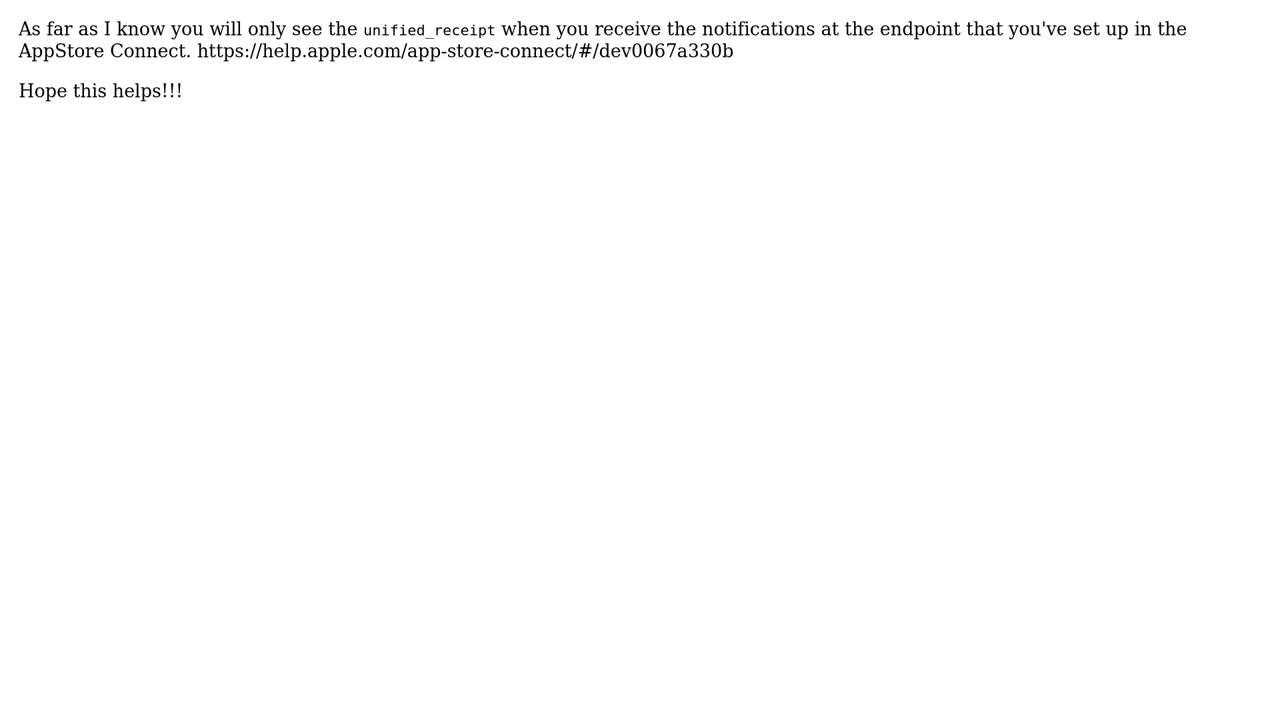 As far as I know you will only see the unified_receipt when you receive the notifications at the endpoint that you've set up in the
AppStore Connect. https://help.apple.com/app-store-connect/#/dev0067a330b
Hope this helps!!!